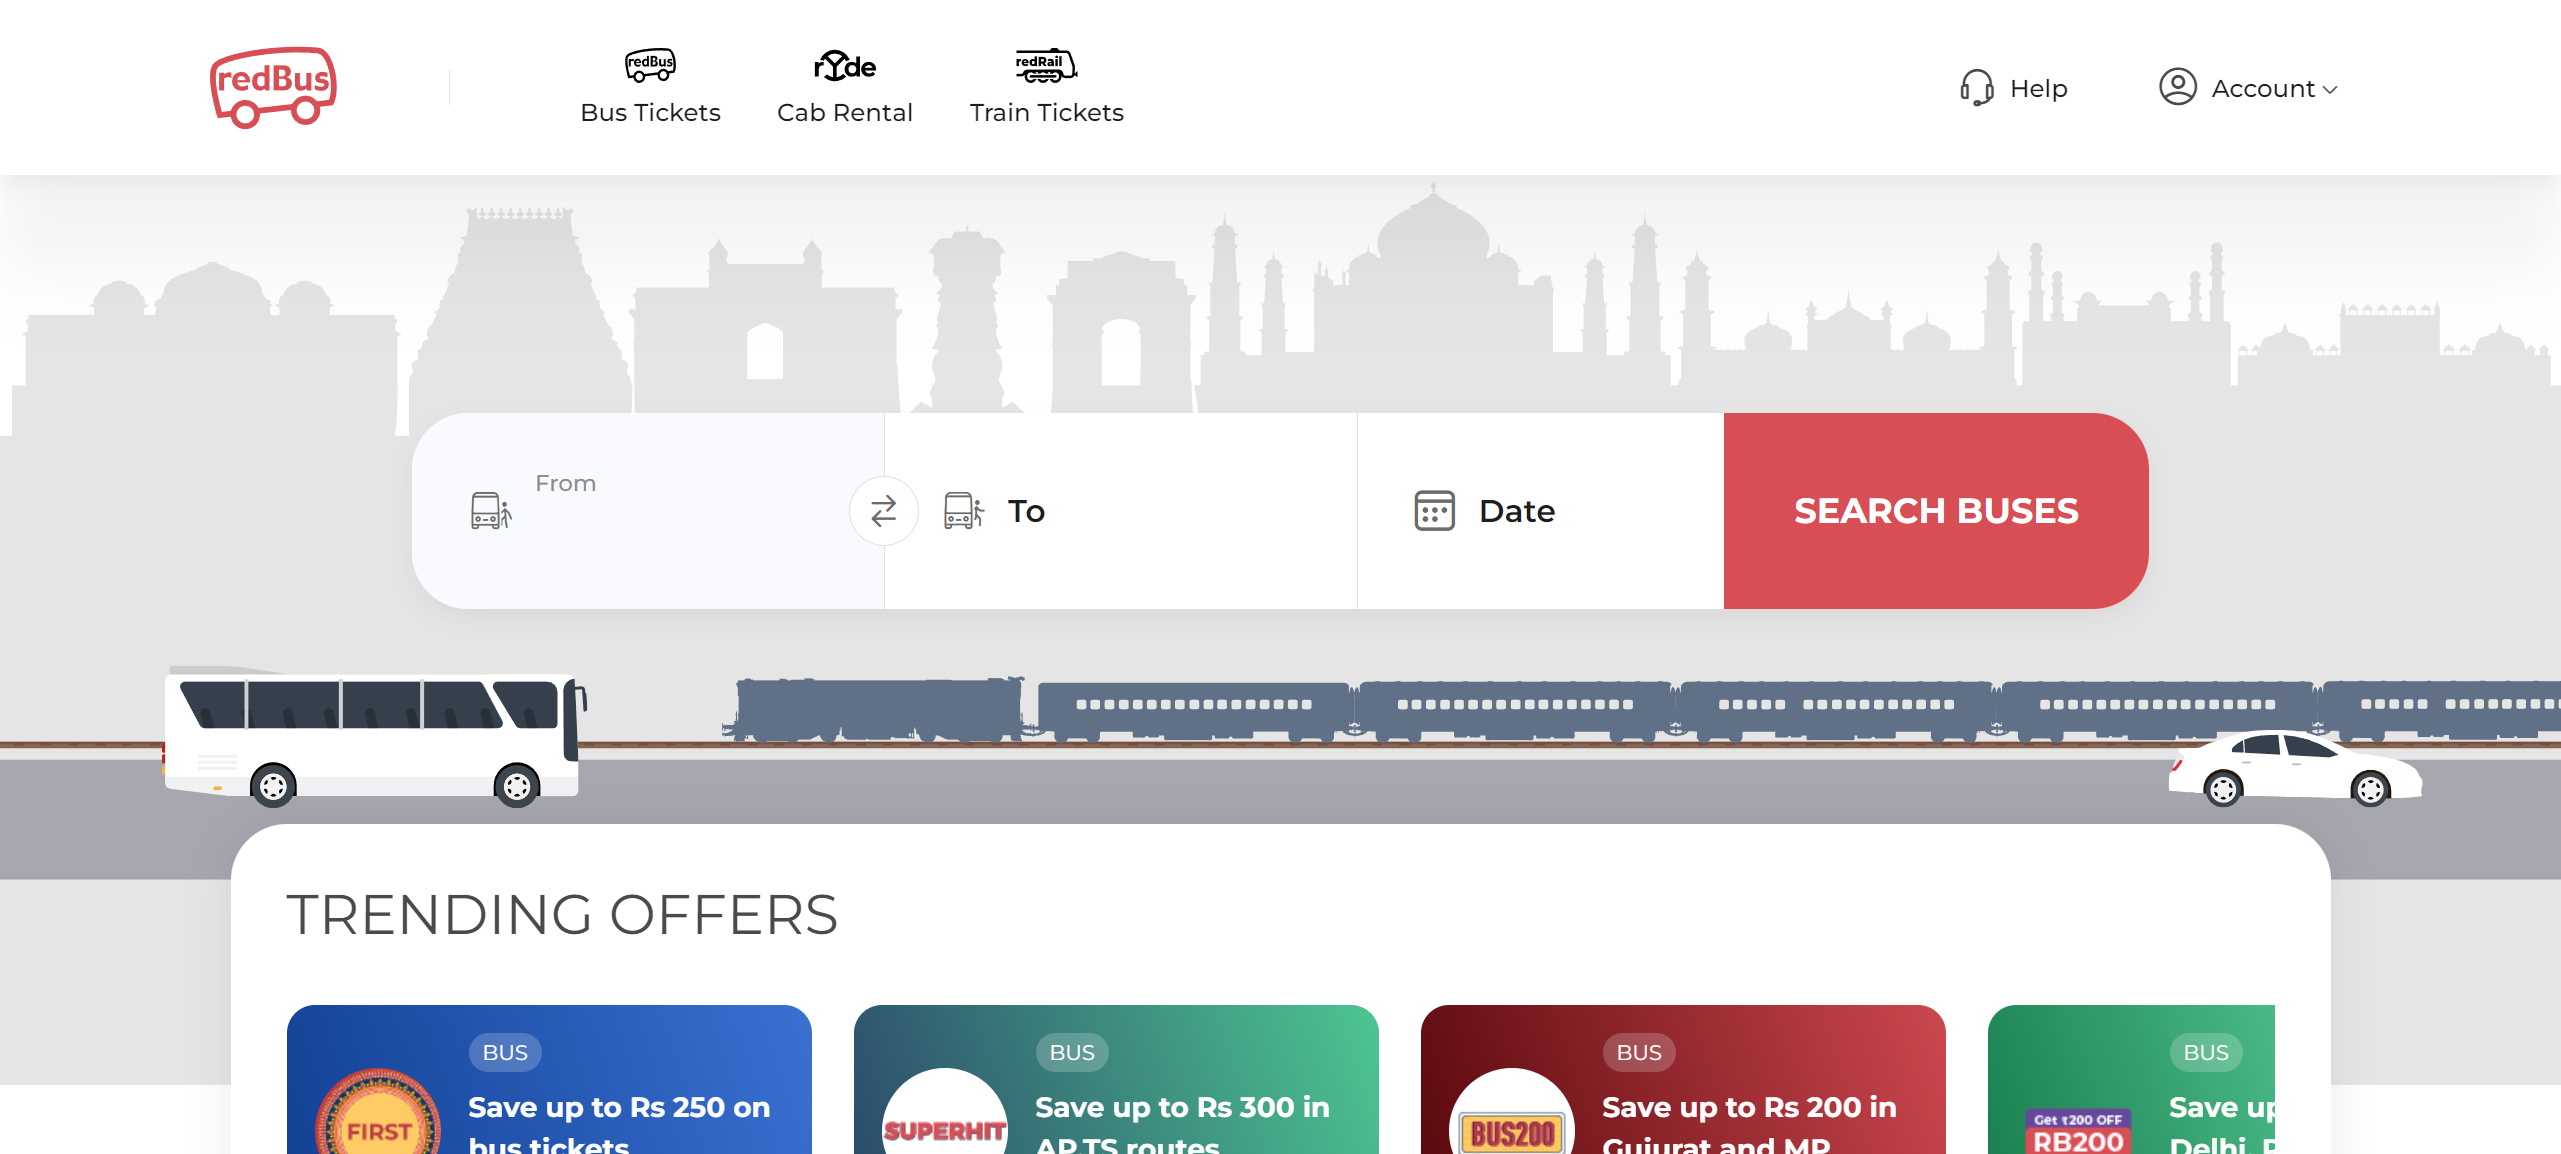 redBus
redBus
Bus Tickets
ryde
Cab Rental
redRail
Train Tickets
Help
Account
From
To
Date
SEARCH BUSES
TRENDING OFFERS
BUS
Save up to Rs 250 on
bus tickets
FIRST
BUS
Save up to Rs 300 in
AP,TS routes
SUPERHIT
BUS
Save up to Rs 200 in
Gujurat and MP
BUS200
BUS
Save up
Delhi,
Get ₹200 OFF
RB200